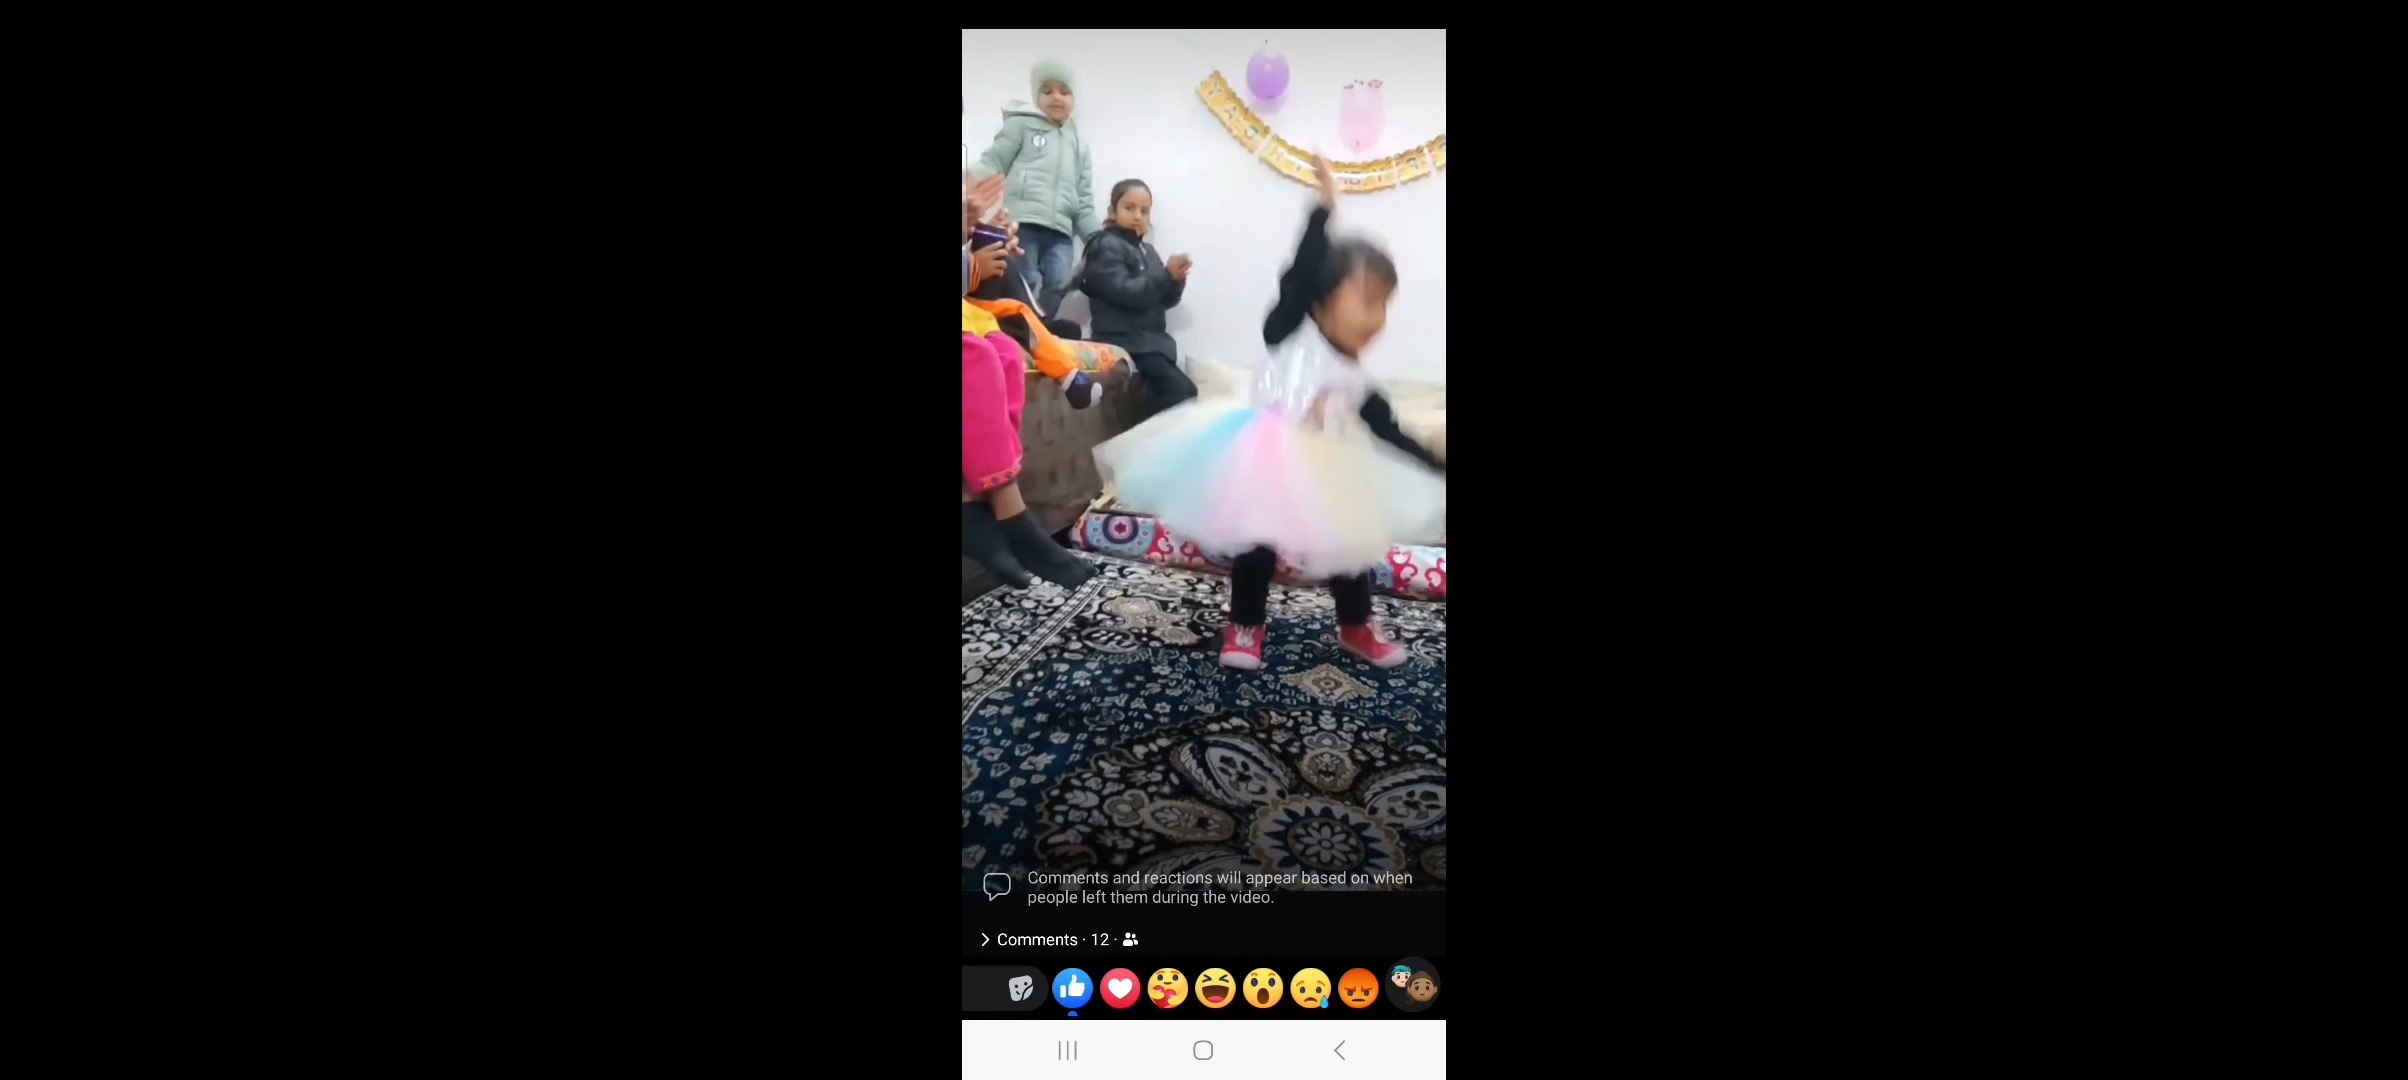 Comments and reactions will appear based on when
people left them during the video.
Comments · 12 ·